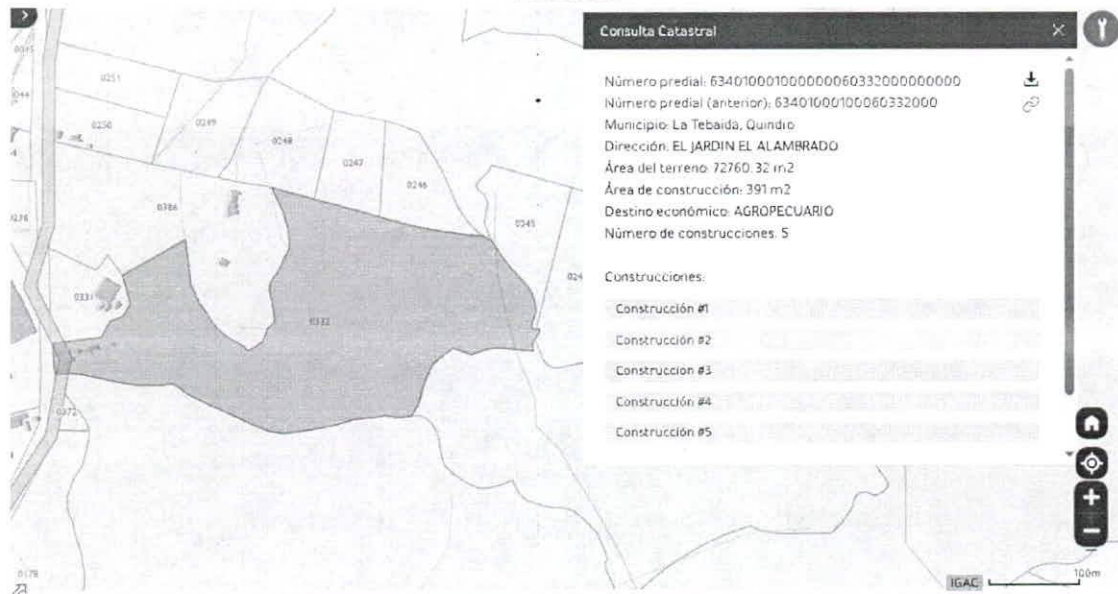 Consulta Catastral
Número predial: 634010001000000060332000000000
Número predial (anterior): 63401000100060332000
Municipio: La Tebaida, Quindío
Dirección: EL JARDIN EL ALAMBRADO
Área del terreno: 72760.32 m2
Área de construcción: 391 m2
Destino económico: AGROPECUARIO
Número de construcciones: 5
Construcciones:
Construcción #1
Construcción #2
Construcción #3
Construcción #4
Construcción #5
0251
0250
0249
0248
0247
0246
0245
0386
0331
0332
0372
0178
IGAC
100m